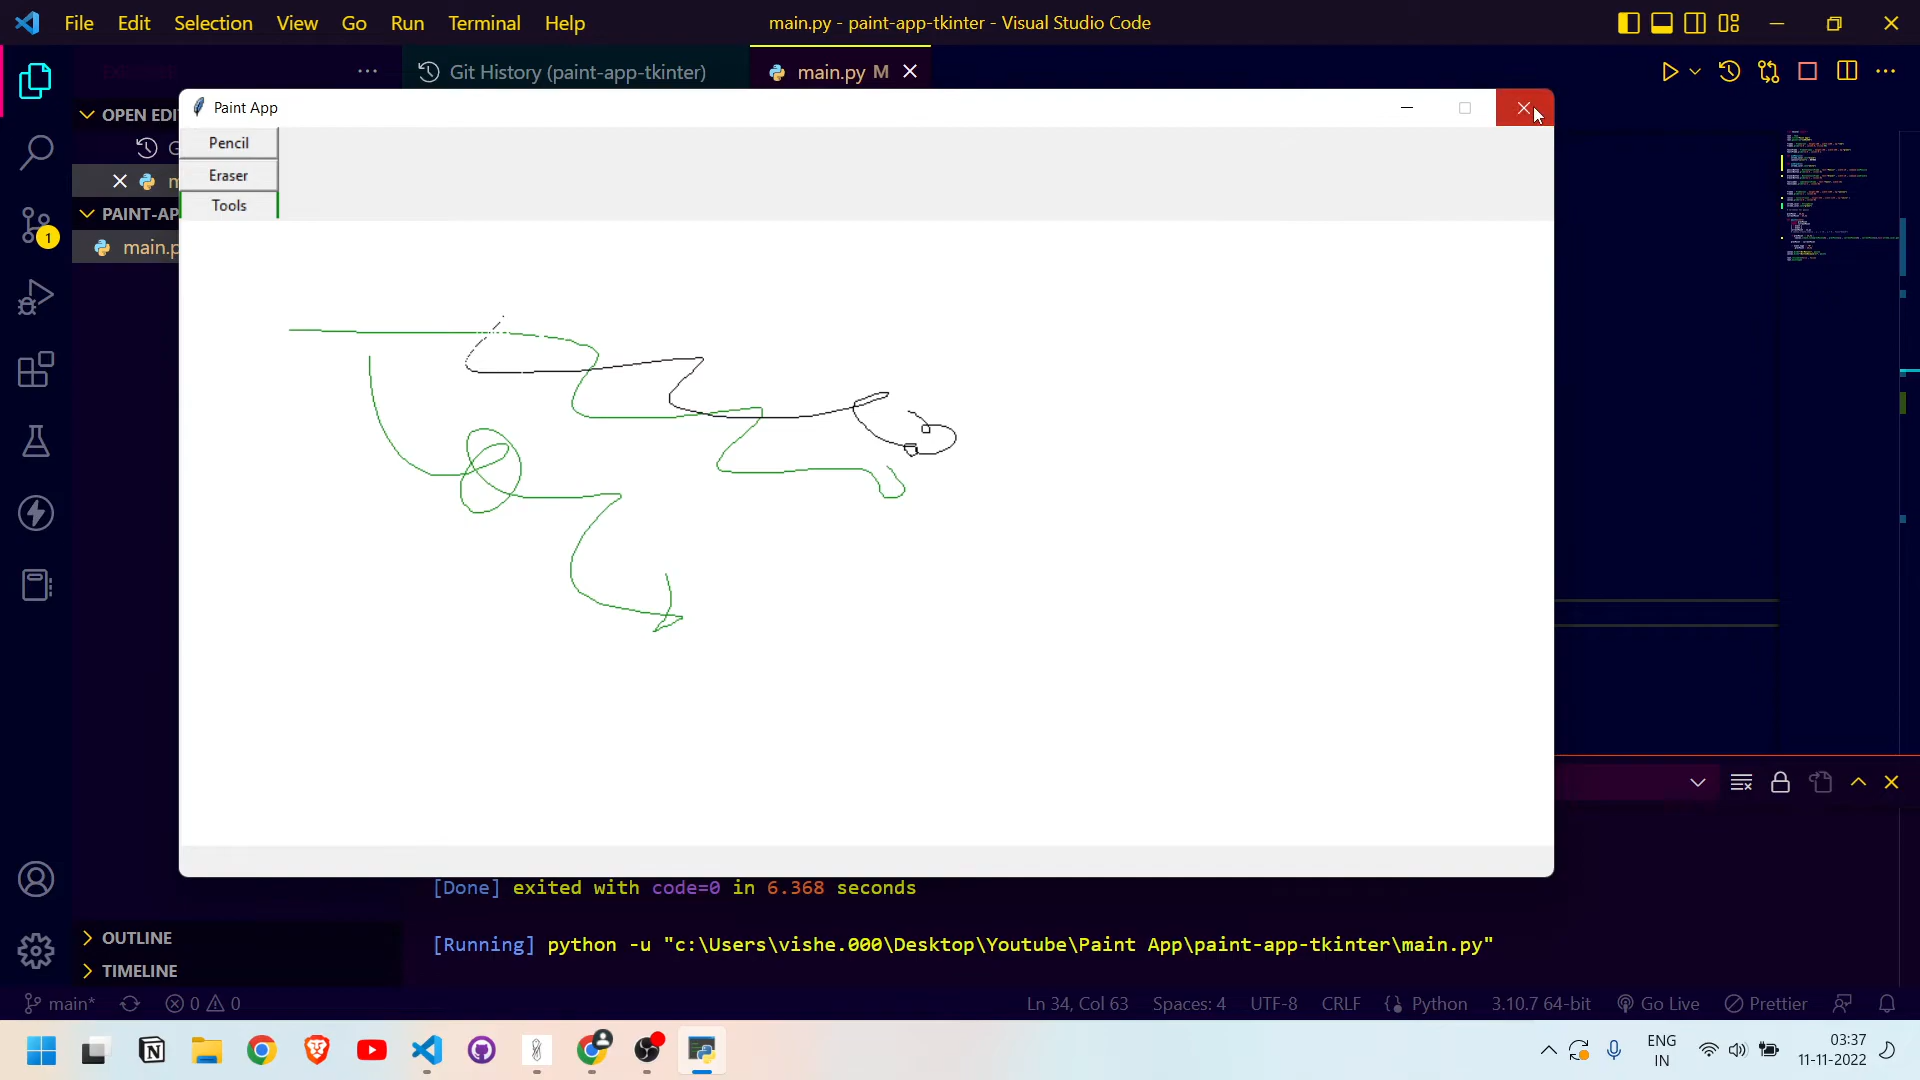 File Edit Selection View Go Run Terminal Help
main.py - paint-app-tkinter - Visual Studio Code
Git History (paint-app-tkinter)
main.py M
OPEN EDI
G
m
PAINT-AP
main.p
1
Paint App
Pencil
Eraser
Tools
[Done] exited with code=0 in 6.368 seconds
[Running] python -u "c:\Users\vishe.000\Desktop\Youtube\Paint App\paint-app-tkinter\main.py"
OUTLINE
TIMELINE
main* 0 0
Ln 34, Col 63 Spaces: 4 UTF-8 CRLF Python 3.10.7 64-bit Go Live Prettier
ENG
IN
03:37
11-11-2022